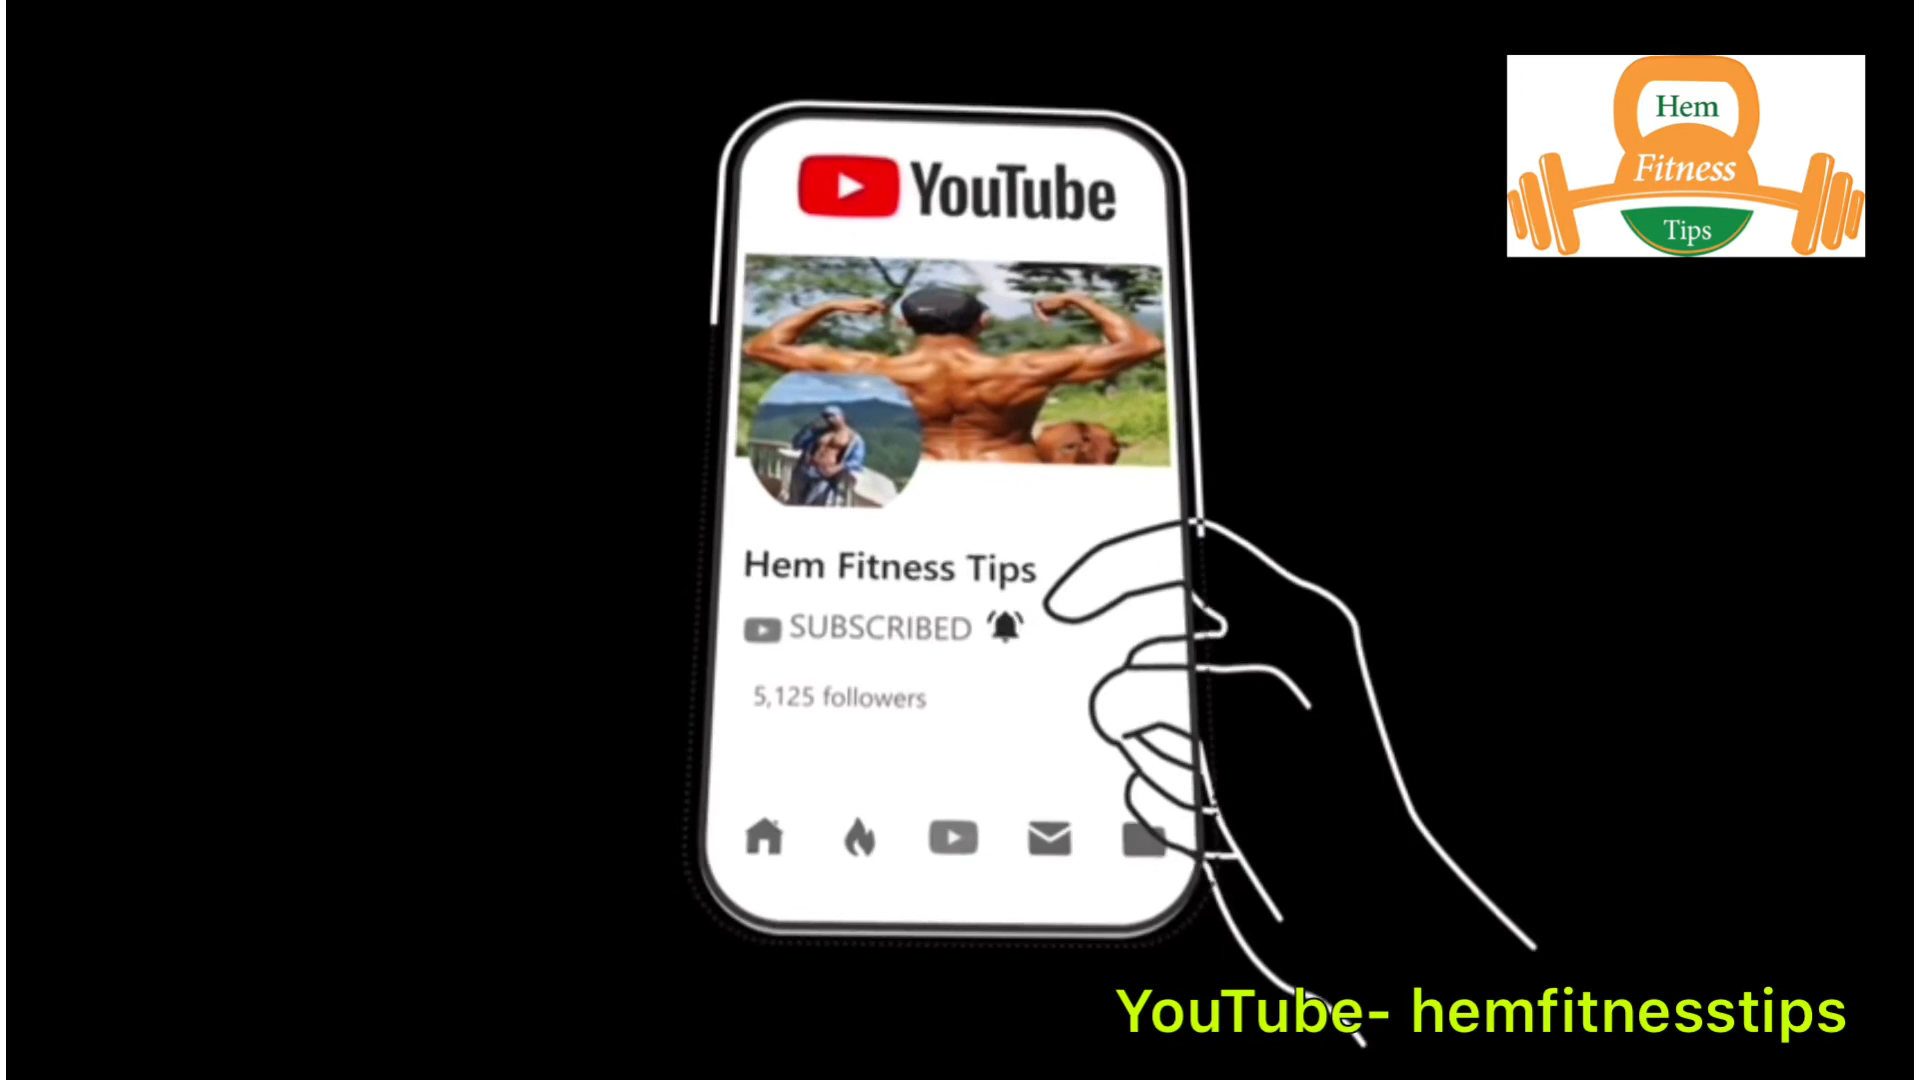 Hem
Fitness
Tips
YouTube
Hem Fitness Tips
SUBSCRIBED
5,125 followers
YouTube- hemfitnesstips